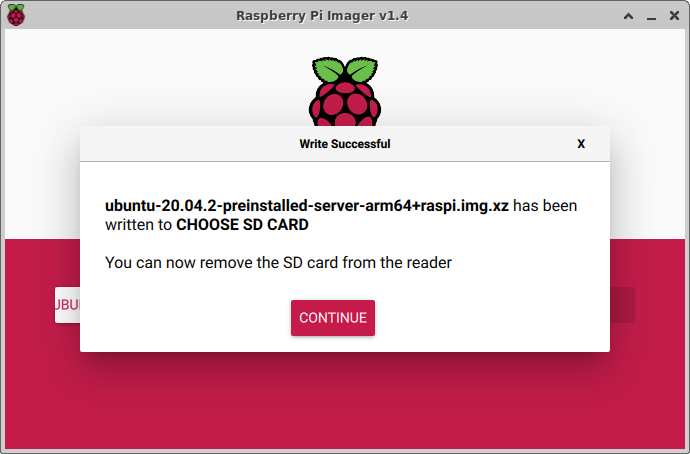 Raspberry Pi Imager v1.4
Write Successful
X
ubuntu-20.04.2-preinstalled-server-arm64+raspi.img.xz has been
written to CHOOSE SD CARD
You can now remove the SD card from the reader
CONTINUE